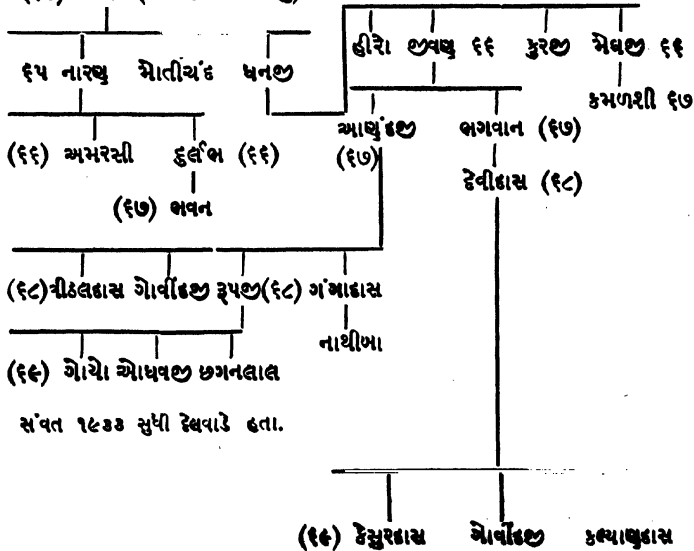 હીરો જીવણ ૬૬ કુરજી મેઘજી ૬૬
૬૫ નારણ મોતીચંદ ધનજી
કમળશી ૬૭
આણંદજી ભગવાન (૬૭)
(૬૬) અમરસી દુર્લભ (૬૬) (૬૭)
દેવીદાસ (૬૮)
(૬૭) ભવન
(૬૮) વીઠલદાસ ગોવીંદજી રૂપજી (૬૮) ગંગાદાસ
નાથીબા
(૬૯) ગોચો ઓધવજી છગનલાલ
સંવત ૧૯૩૩ સુધી દેલવાડે હતા.
(૬૯) કેસુરદાસ ગોવીંદજી કલ્યાણદાસ